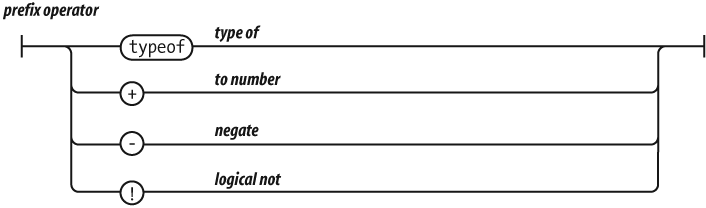 prefix operator
typeof type of
+ to number
- negate
! logical not